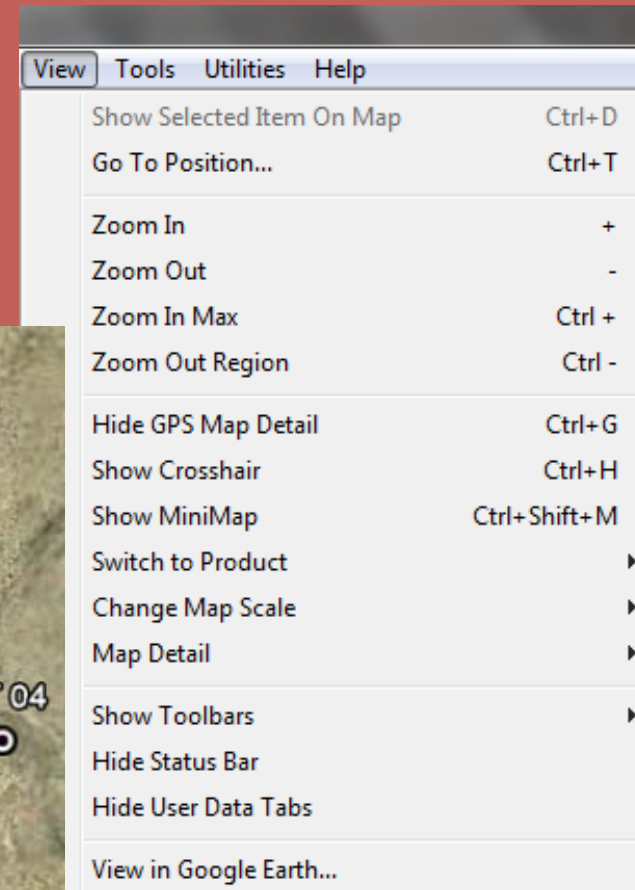 View Tools Utilities Help
Show Selected Item On Map Ctrl+D
Go To Position... Ctrl+T
Zoom In +
Zoom Out -
Zoom In Max Ctrl +
Zoom Out Region Ctrl -
Hide GPS Map Detail Ctrl+G
Show Crosshair Ctrl+H
Show MiniMap Ctrl+Shift+M
Switch to Product
Change Map Scale
Map Detail
04
Show Toolbars
Hide Status Bar
Hide User Data Tabs
View in Google Earth...